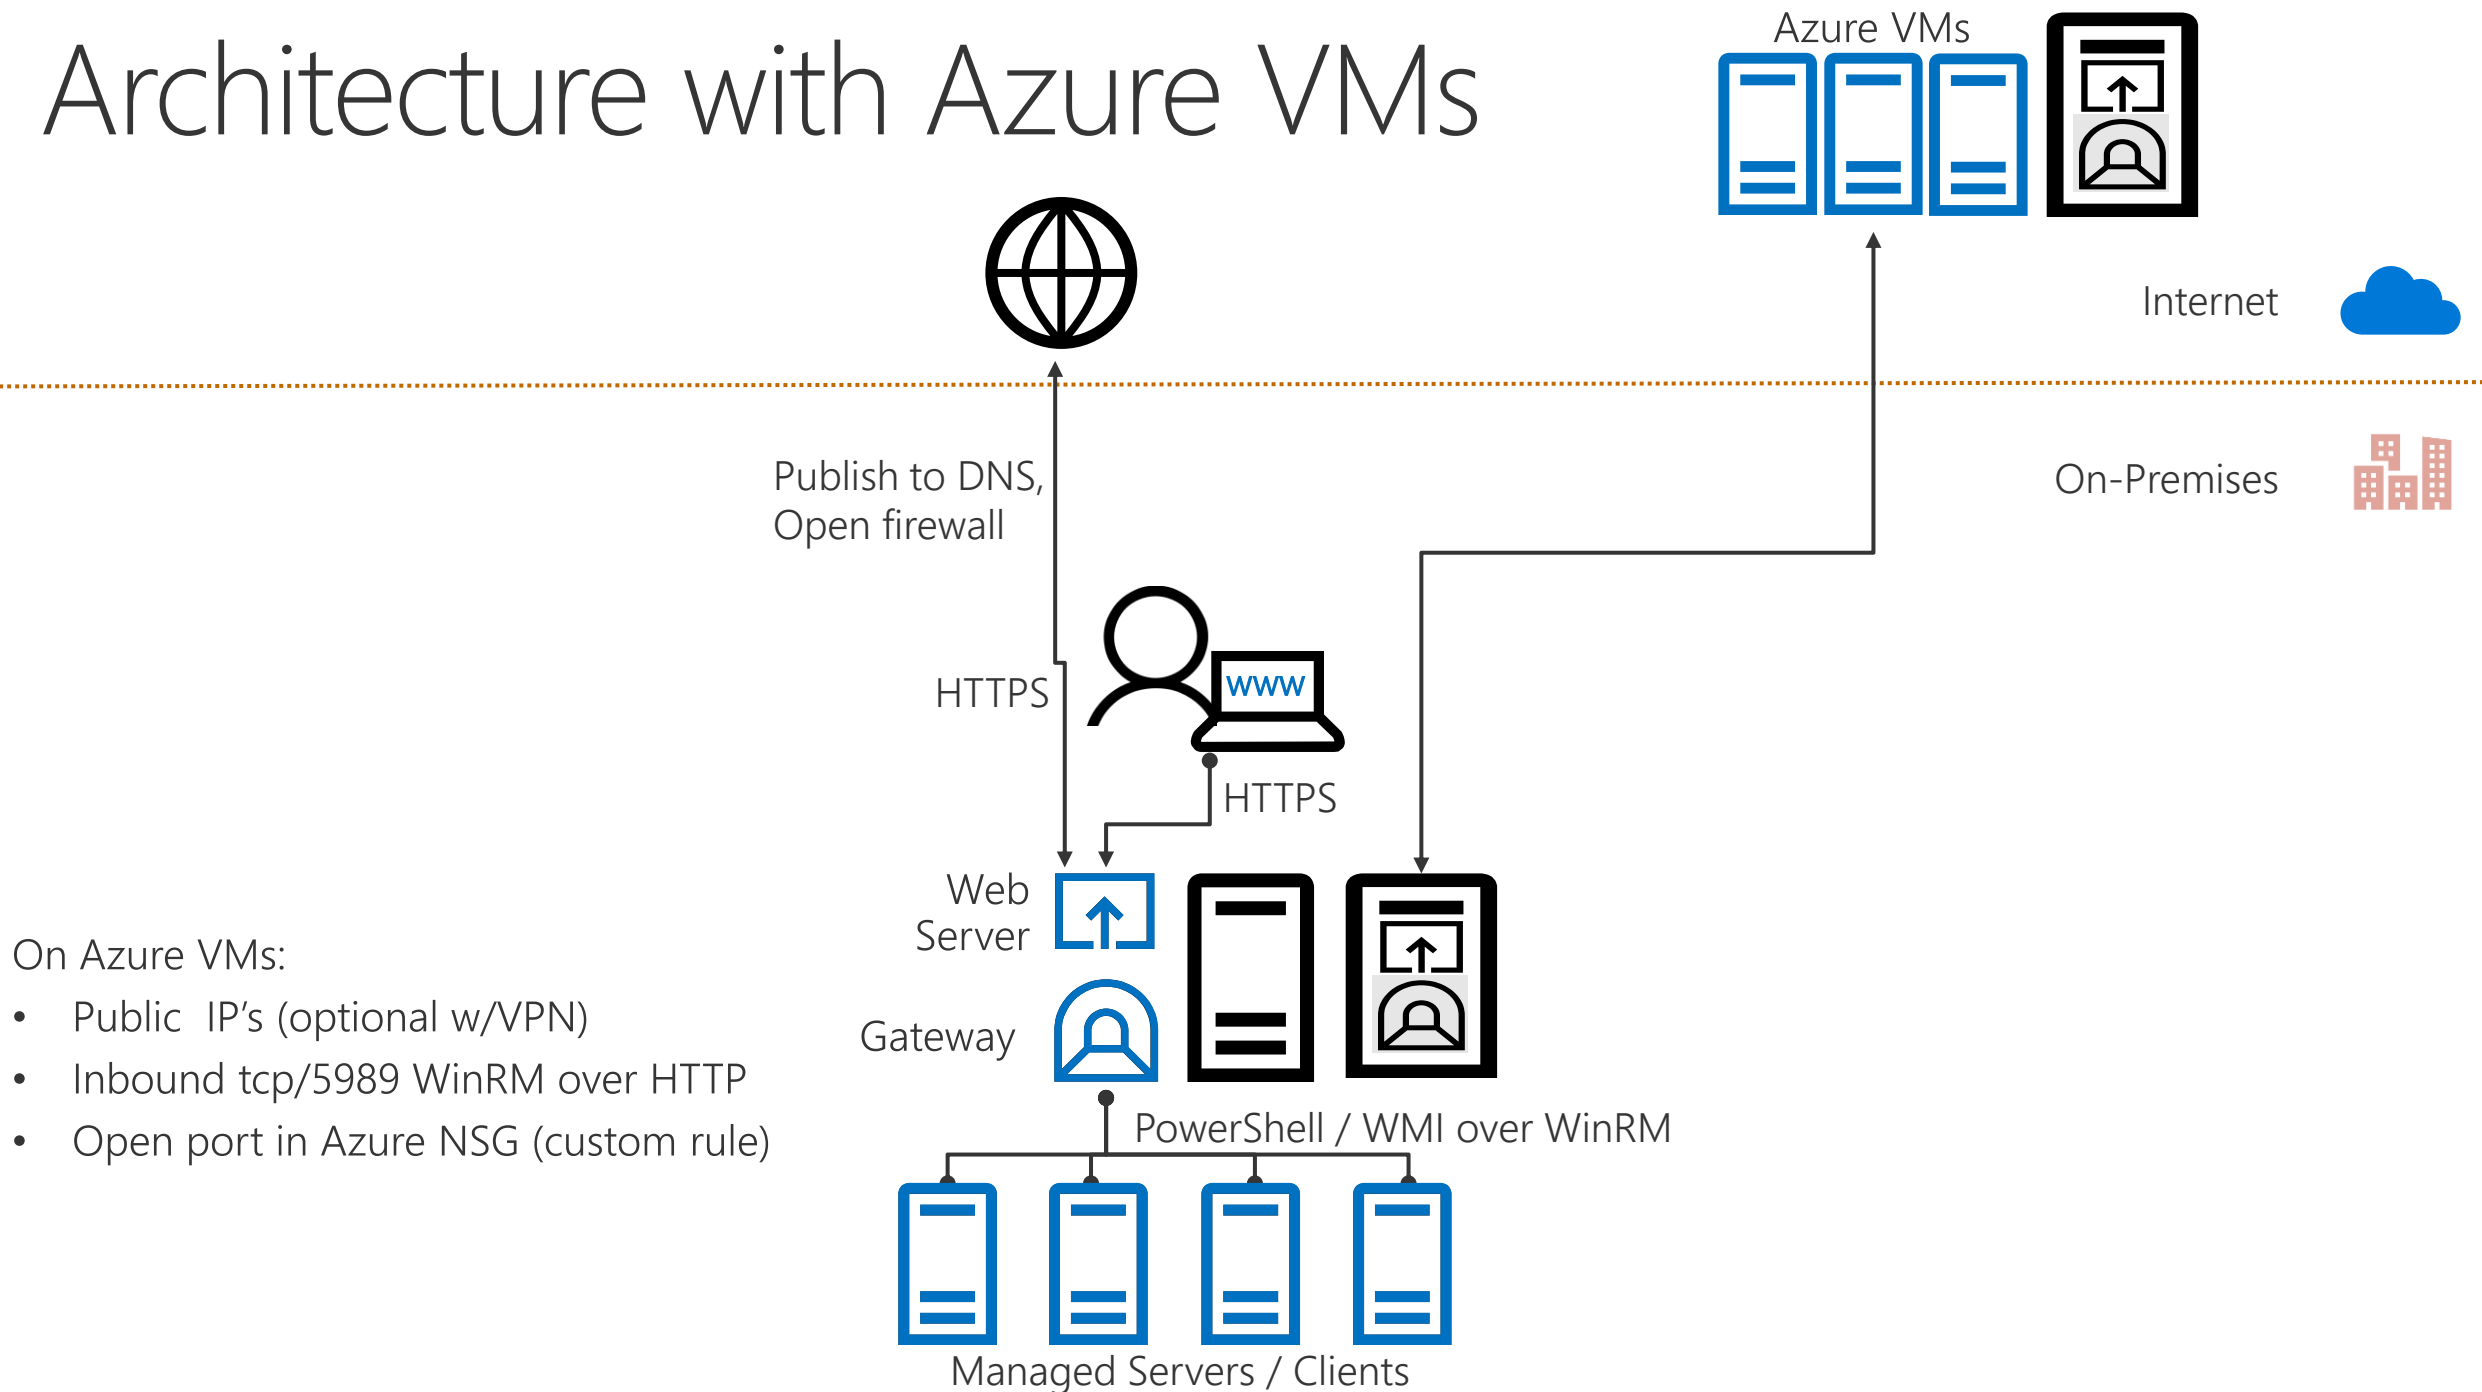 Architecture with Azure VMs
Azure VMs
Internet
On-Premises
Publish to DNS,
Open firewall
HTTPS
www
HTTPS
Web
Server
Gateway
On Azure VMs:
• Public  IP’s (optional w/VPN)
• Inbound tcp/5989 WinRM over HTTP
• Open port in Azure NSG (custom rule)
PowerShell / WMI over WinRM
Managed Servers / Clients